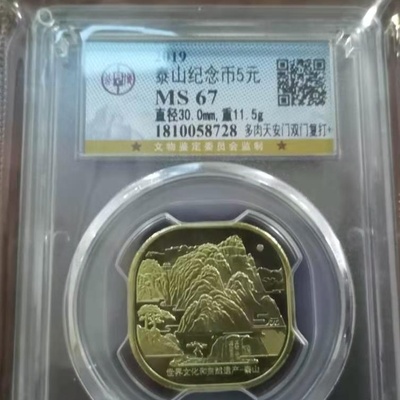 2019
泰山纪念币5元
MS 67
直径30.0mm,重11.5g
1810058728 多肉天安门双门复打+
★文物鉴定委员会监制★
5元
世界文化和自然遗产·泰山